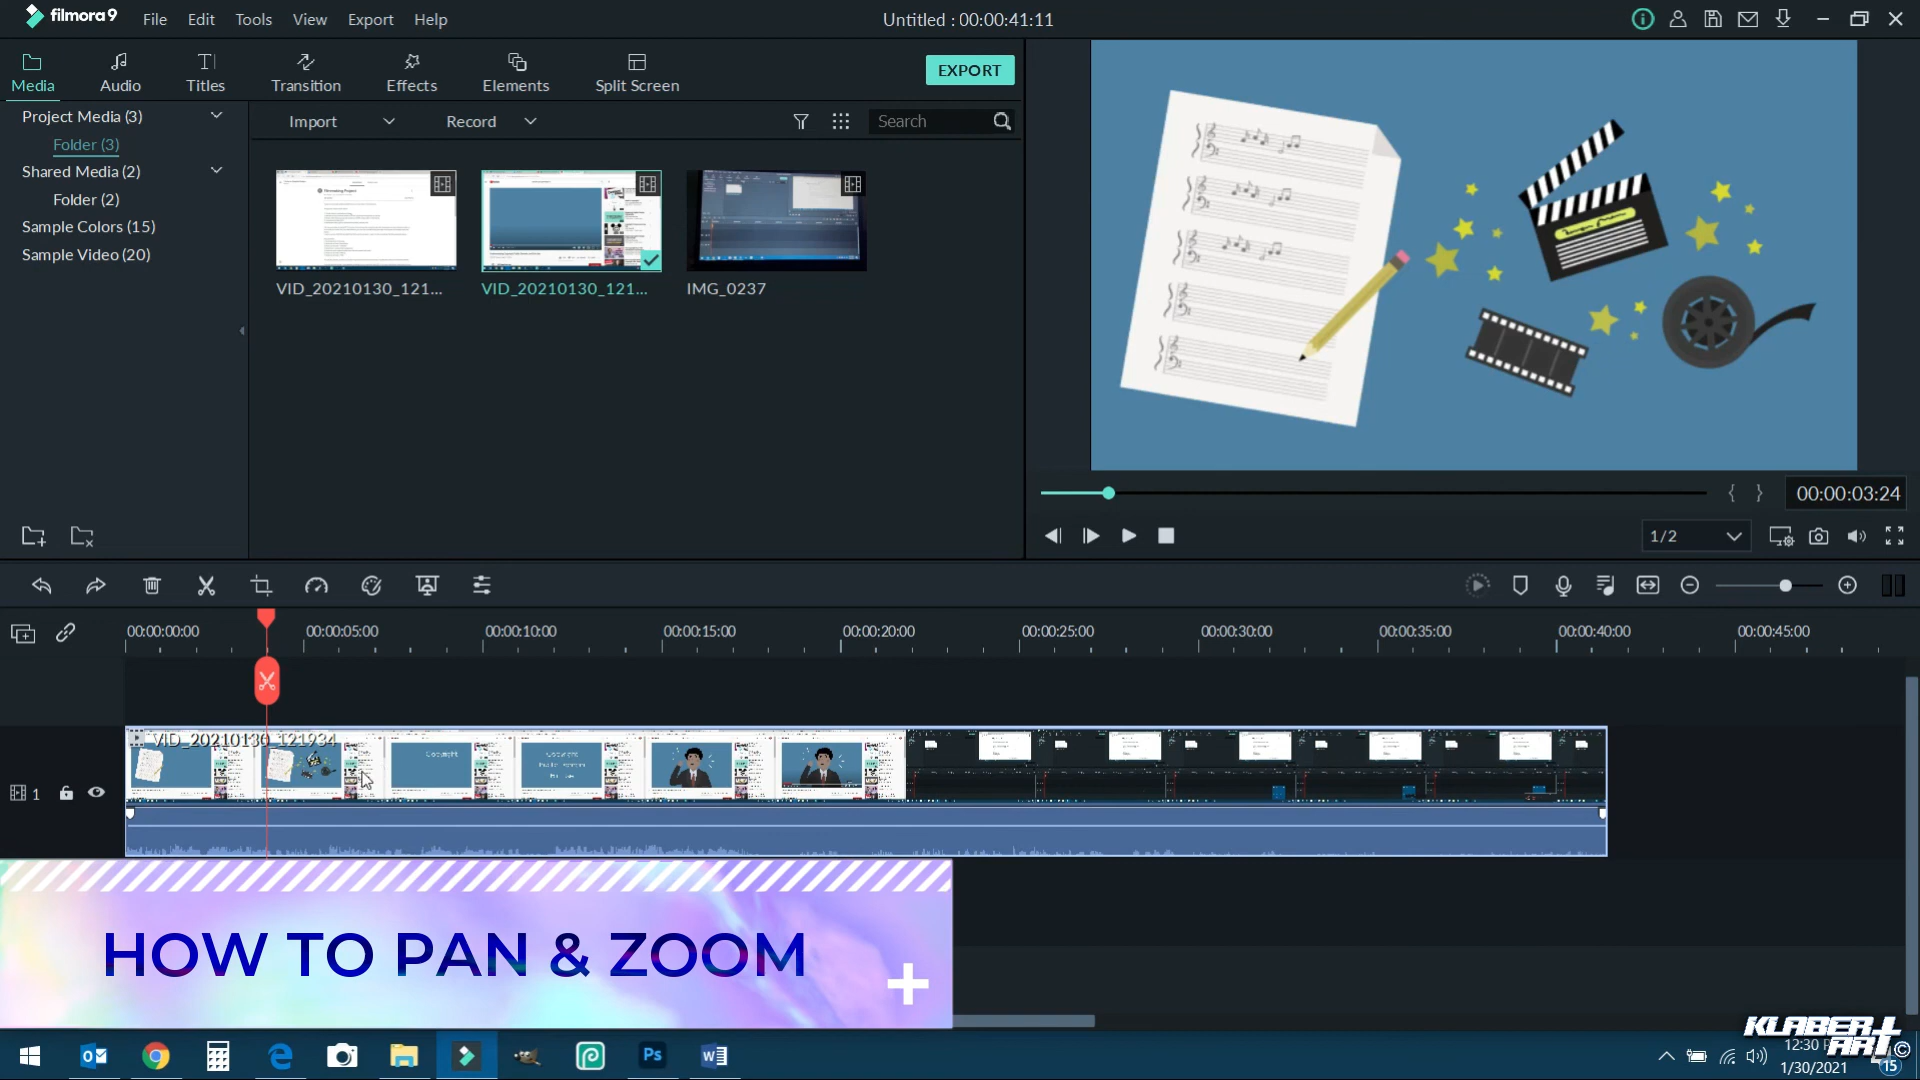 filmora9 File Edit Tools View Export Help Untitled : 00:00:41:11
Media Audio Titles Transition Effects Elements Split Screen EXPORT
Project Media (3) Import Record Search
Folder (3)
Shared Media (2)
Folder (2)
Sample Colors (15)
Sample Video (20)
VID_20210130_121... VID_20210130_121... IMG_0237
00:00:03:24
1/2
00:00:00:00 00:00:05:00 00:00:10:00 00:00:15:00 00:00:20:00 00:00:25:00 00:00:30:00 00:00:35:00 00:00:40:00 00:00:45:00
VID_20210130_121934
1
HOW TO PAN & ZOOM
+
KLABER ART ©
Ps
12:30
1/30/2021
15